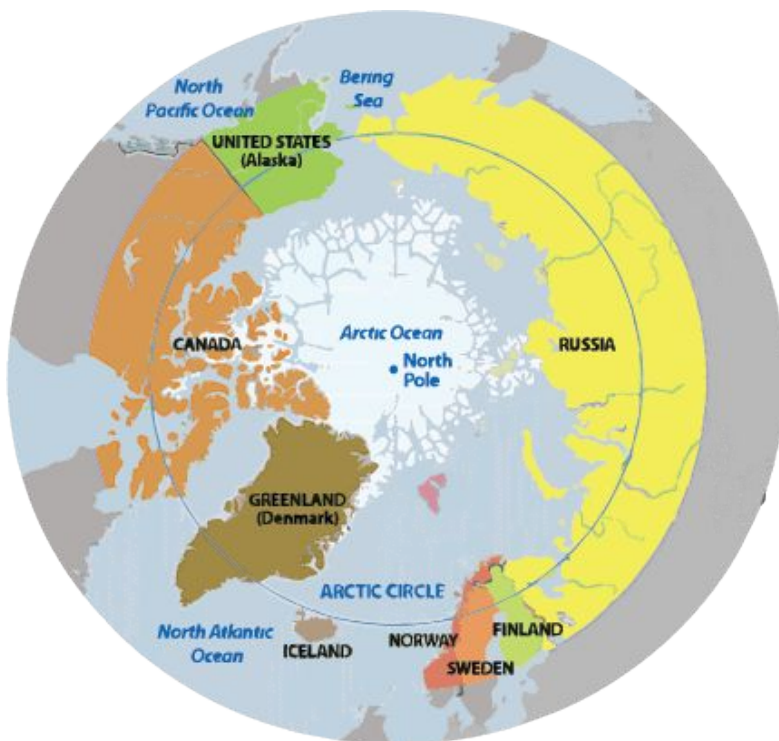 North
Pacific Ocean
Bering
Sea
UNITED STATES
(Alaska)
Arctic Ocean
CANADA
RUSSIA
North
Pole
GREENLAND
(Denmark)
ARCTIC CIRCLE
North Atlantic
Ocean
ICELAND
NORWAY
FINLAND
SWEDEN